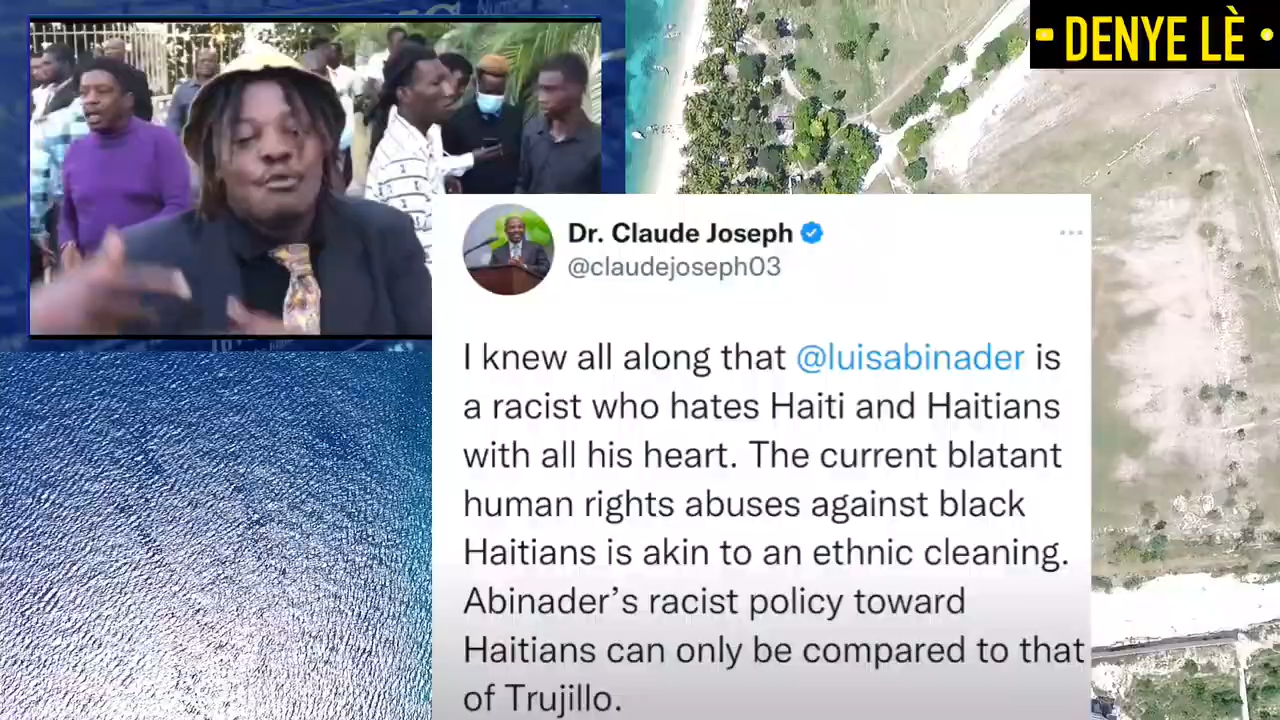 DENYE LÈ
Dr. Claude Joseph
@claudejoseph03
I knew all along that @luisabinader is
a racist who hates Haiti and Haitians
with all his heart. The current blatant
human rights abuses against black
Haitians is akin to an ethnic cleaning.
Abinader’s racist policy toward
Haitians can only be compared to that
of Trujillo.